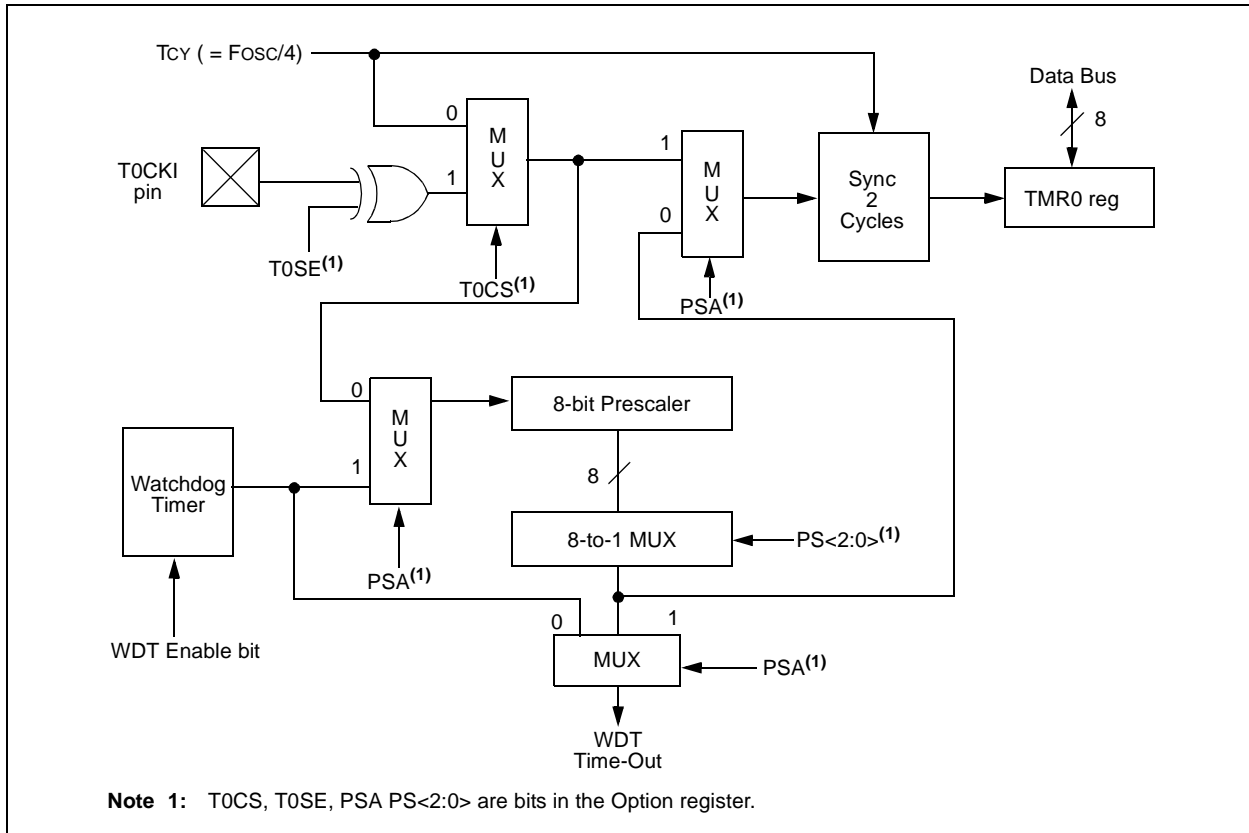 TCY ( = FOSC/4)
Data Bus
8
0
MUX
1
MUX
T0CKI
pin
1
0
Sync
2
Cycles
TMR0 reg
T0SE(1)
T0CS(1)
PSA(1)
0
MUX
8-bit Prescaler
1
8
Watchdog
Timer
8-to-1 MUX
PS<2:0>(1)
PSA(1)
0
1
WDT Enable bit
MUX
PSA(1)
WDT
Time-Out
Note 1: T0CS, T0SE, PSA PS<2:0> are bits in the Option register.